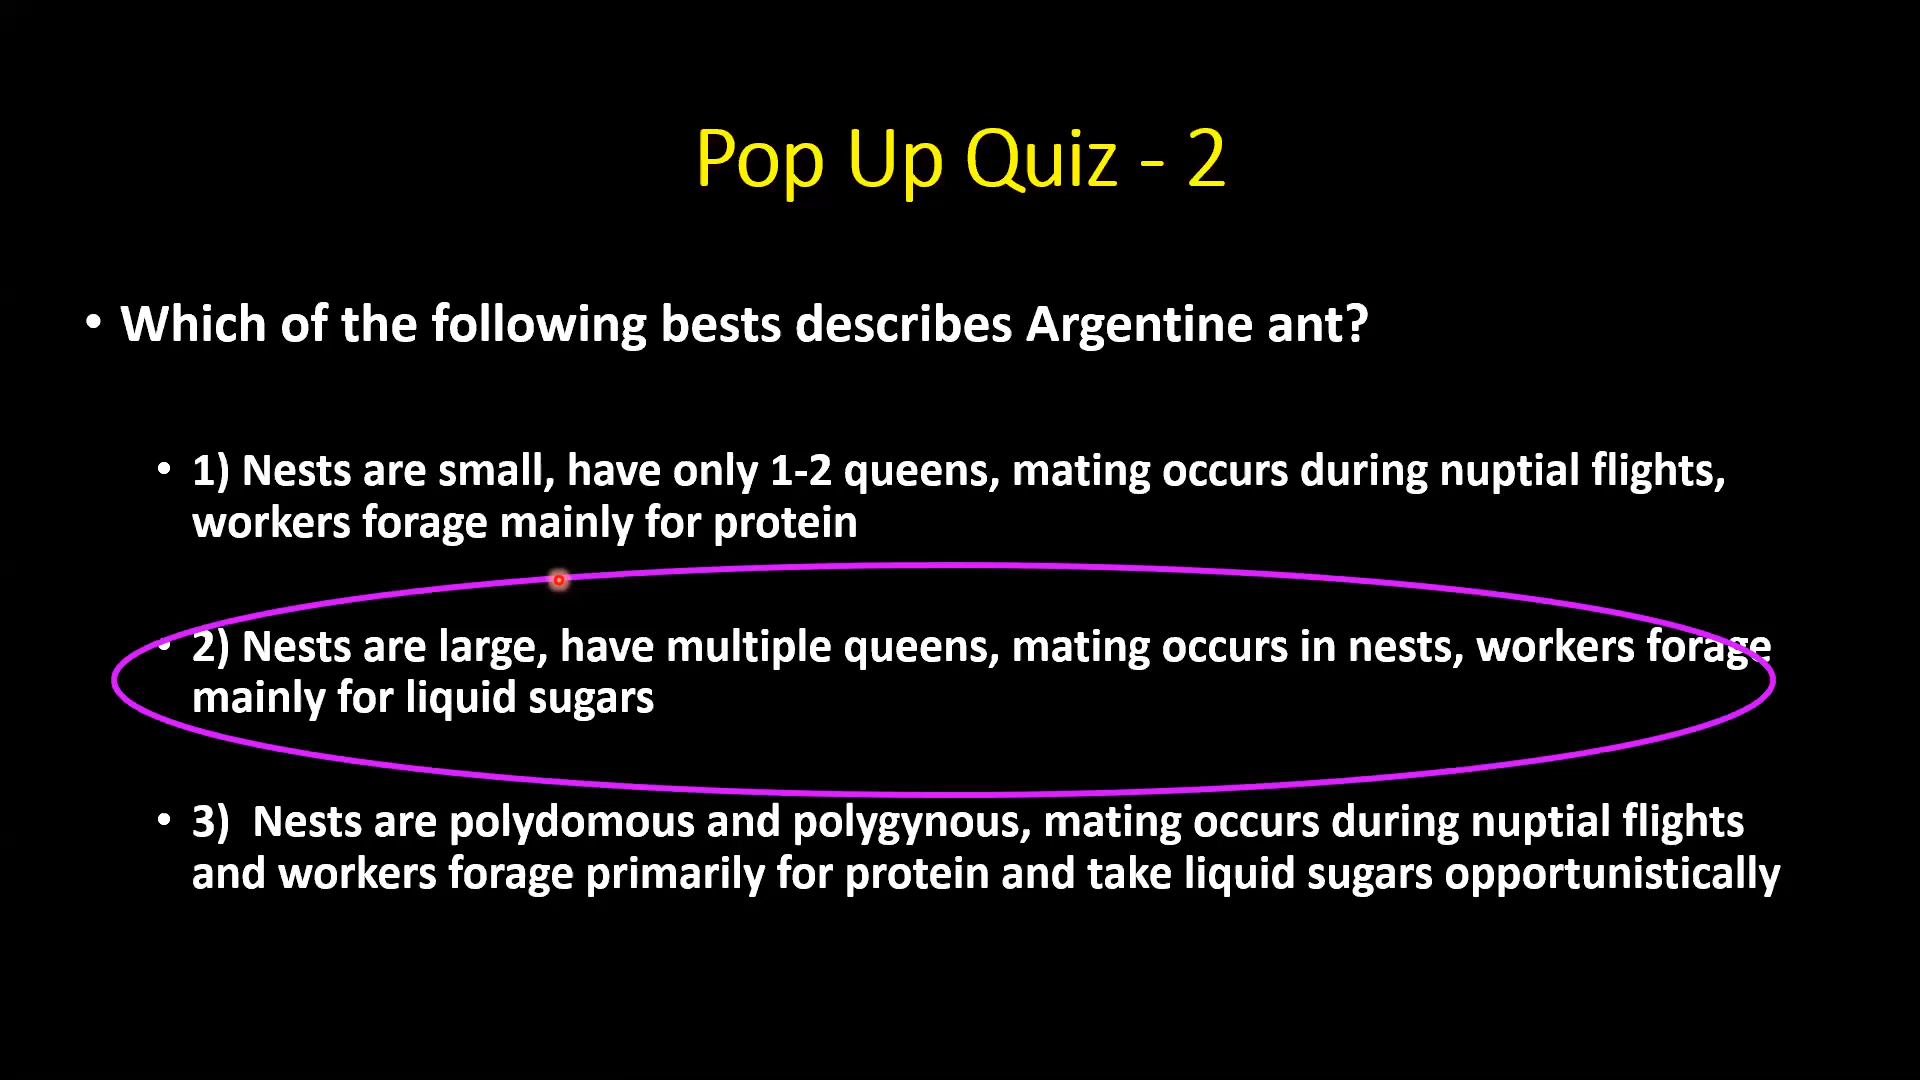 Pop Up Quiz - 2
• Which of the following bests describes Argentine ant?
• 1) Nests are small, have only 1-2 queens, mating occurs during nuptial flights,
workers forage mainly for protein
• 2) Nests are large, have multiple queens, mating occurs in nests, workers forage
mainly for liquid sugars
• 3)  Nests are polydomous and polygynous, mating occurs during nuptial flights
and workers forage primarily for protein and take liquid sugars opportunistically